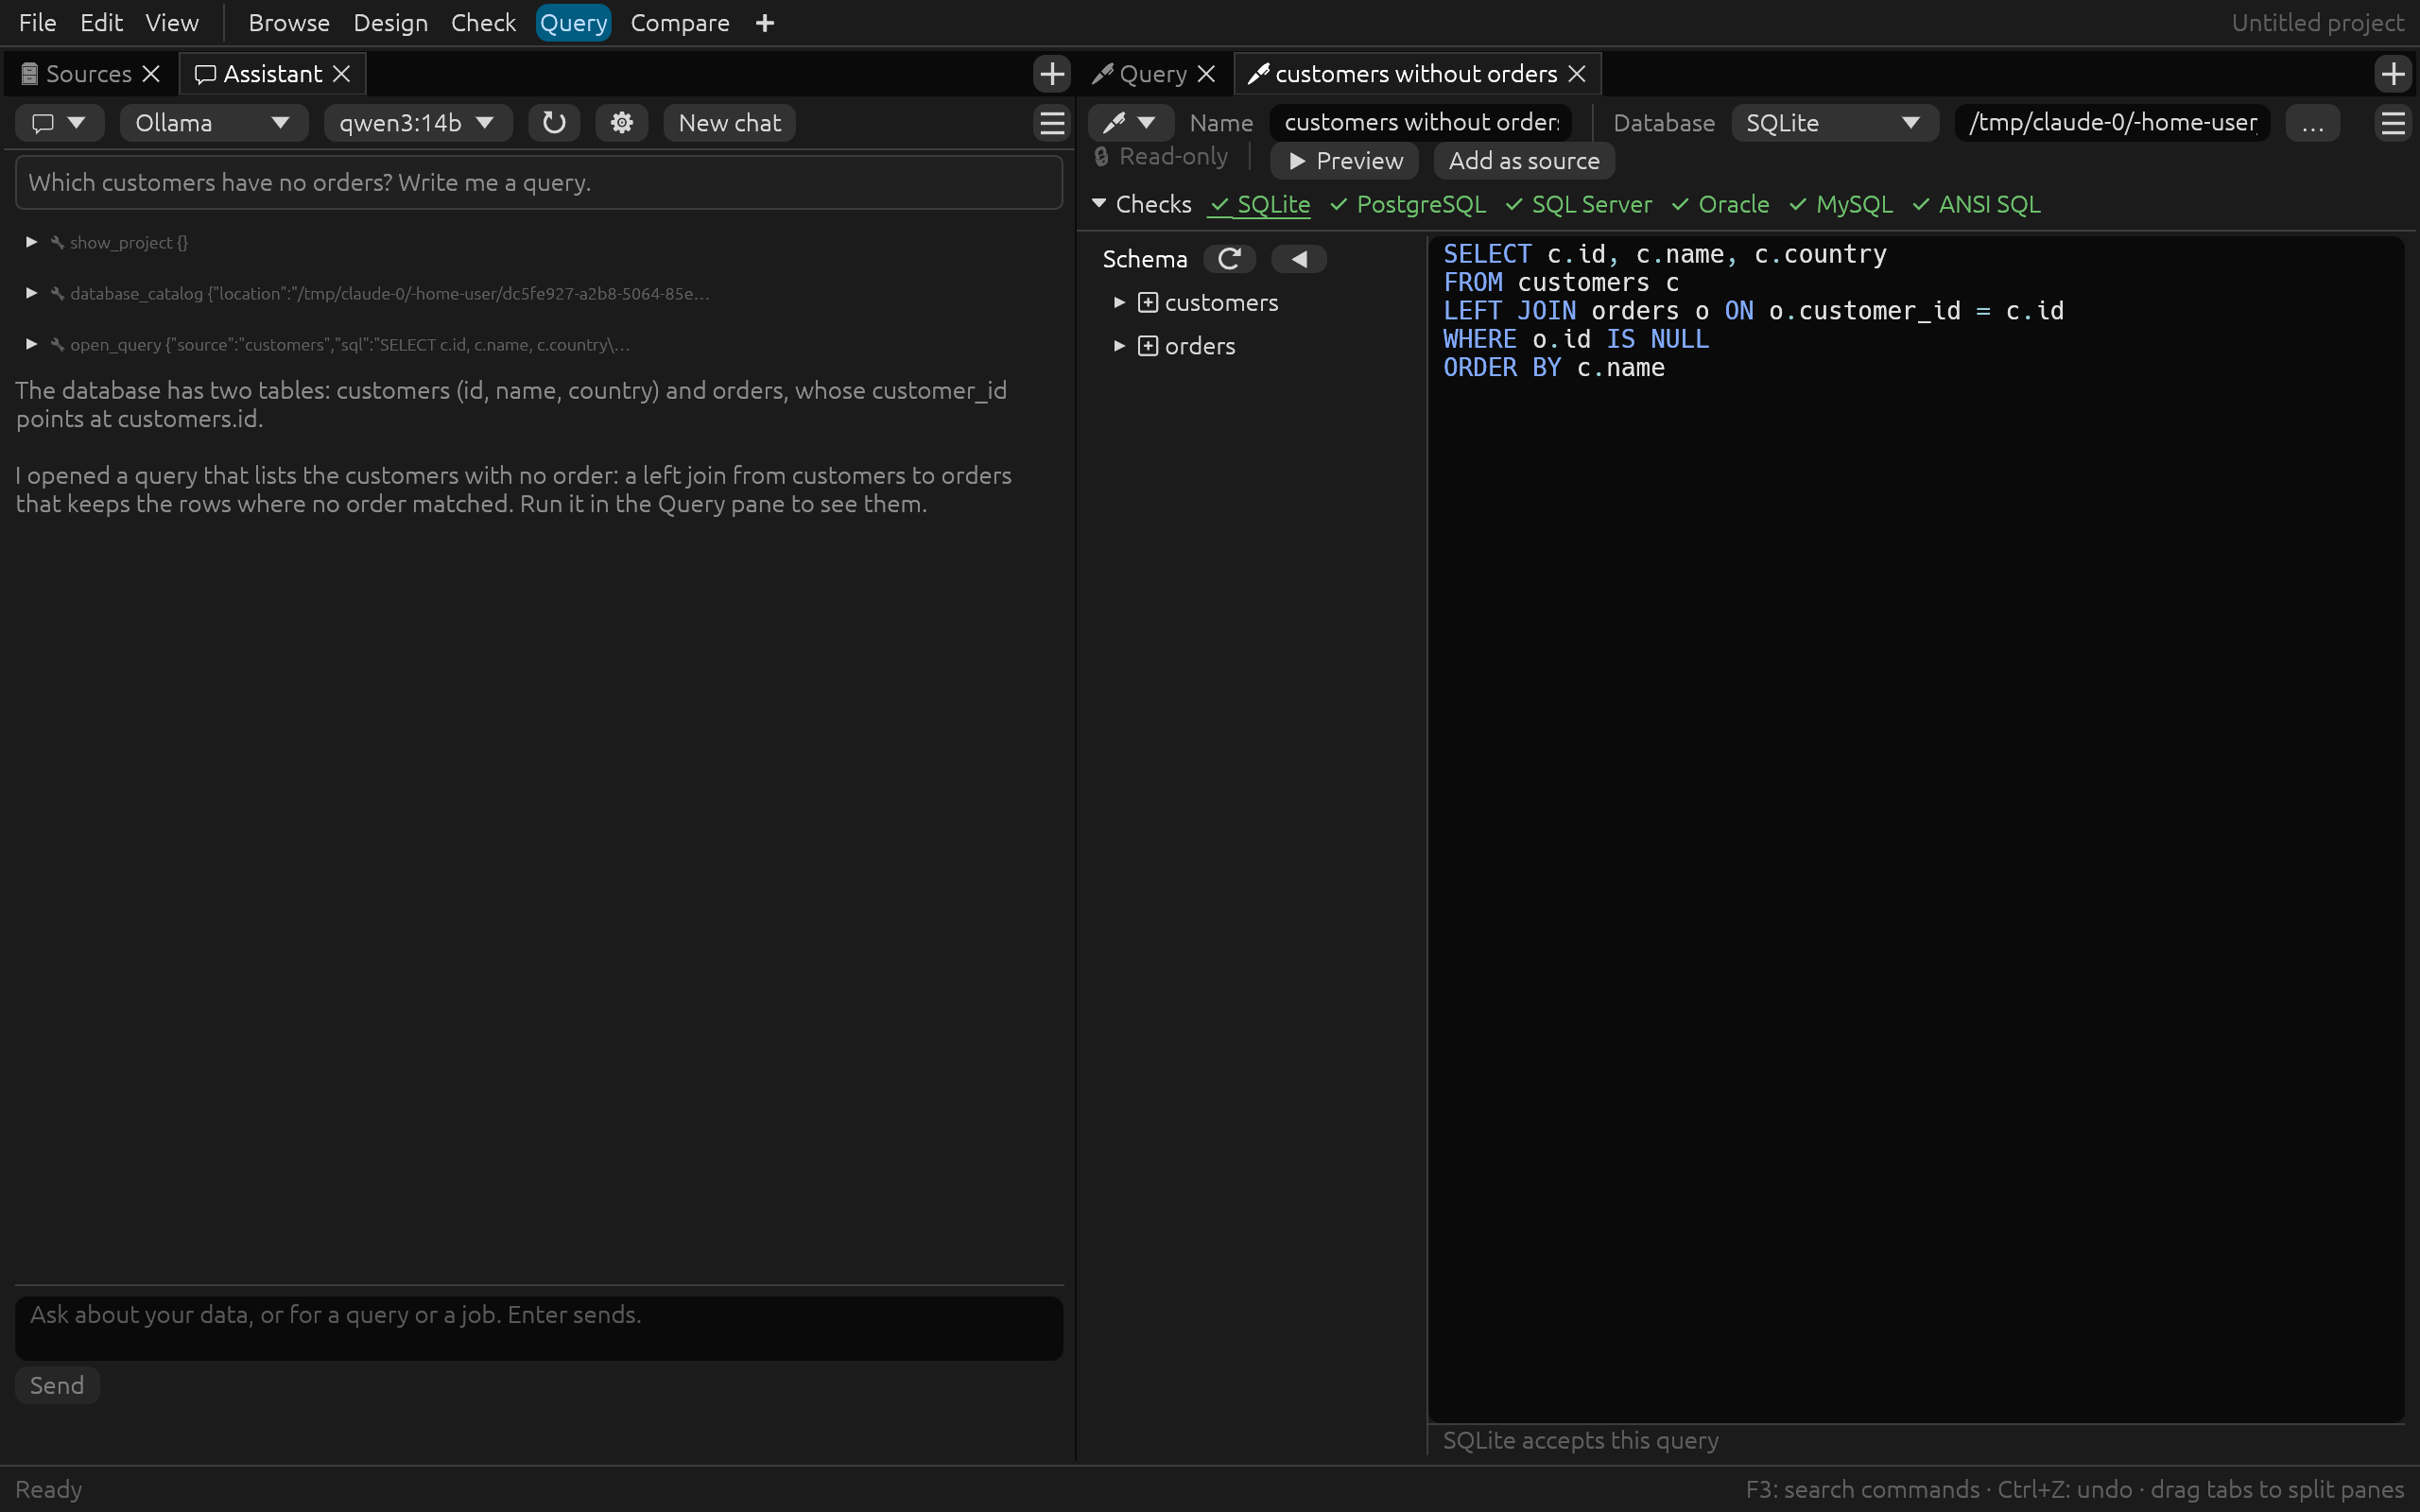 File Edit View Browse Design Check Query Compare + Untitled project
Sources Assistant
Ollama qwen3:14b New chat
Which customers have no orders? Write me a query.
show_project {}
database_catalog {"location":"/tmp/claude-0/-home-user/dc5fe927-a2b8-5064-85e…
open_query {"source":"customers","sql":"SELECT c.id, c.name, c.country\…
The database has two tables: customers (id, name, country) and orders, whose customer_id
points at customers.id.
I opened a query that lists the customers with no order: a left join from customers to orders
that keeps the rows where no order matched. Run it in the Query pane to see them.
Ask about your data, or for a query or a job. Enter sends.
Send
Query customers without orders
Name customers without orders Database SQLite /tmp/claude-0/-home-user, ...
Read-only Preview Add as source
Checks SQLite PostgreSQL SQL Server Oracle MySQL ANSI SQL
Schema
customers
orders
SELECT c.id, c.name, c.country
FROM customers c
LEFT JOIN orders o ON o.customer_id = c.id
WHERE o.id IS NULL
ORDER BY c.name
SQLite accepts this query
Ready F3: search commands · Ctrl+Z: undo · drag tabs to split panes